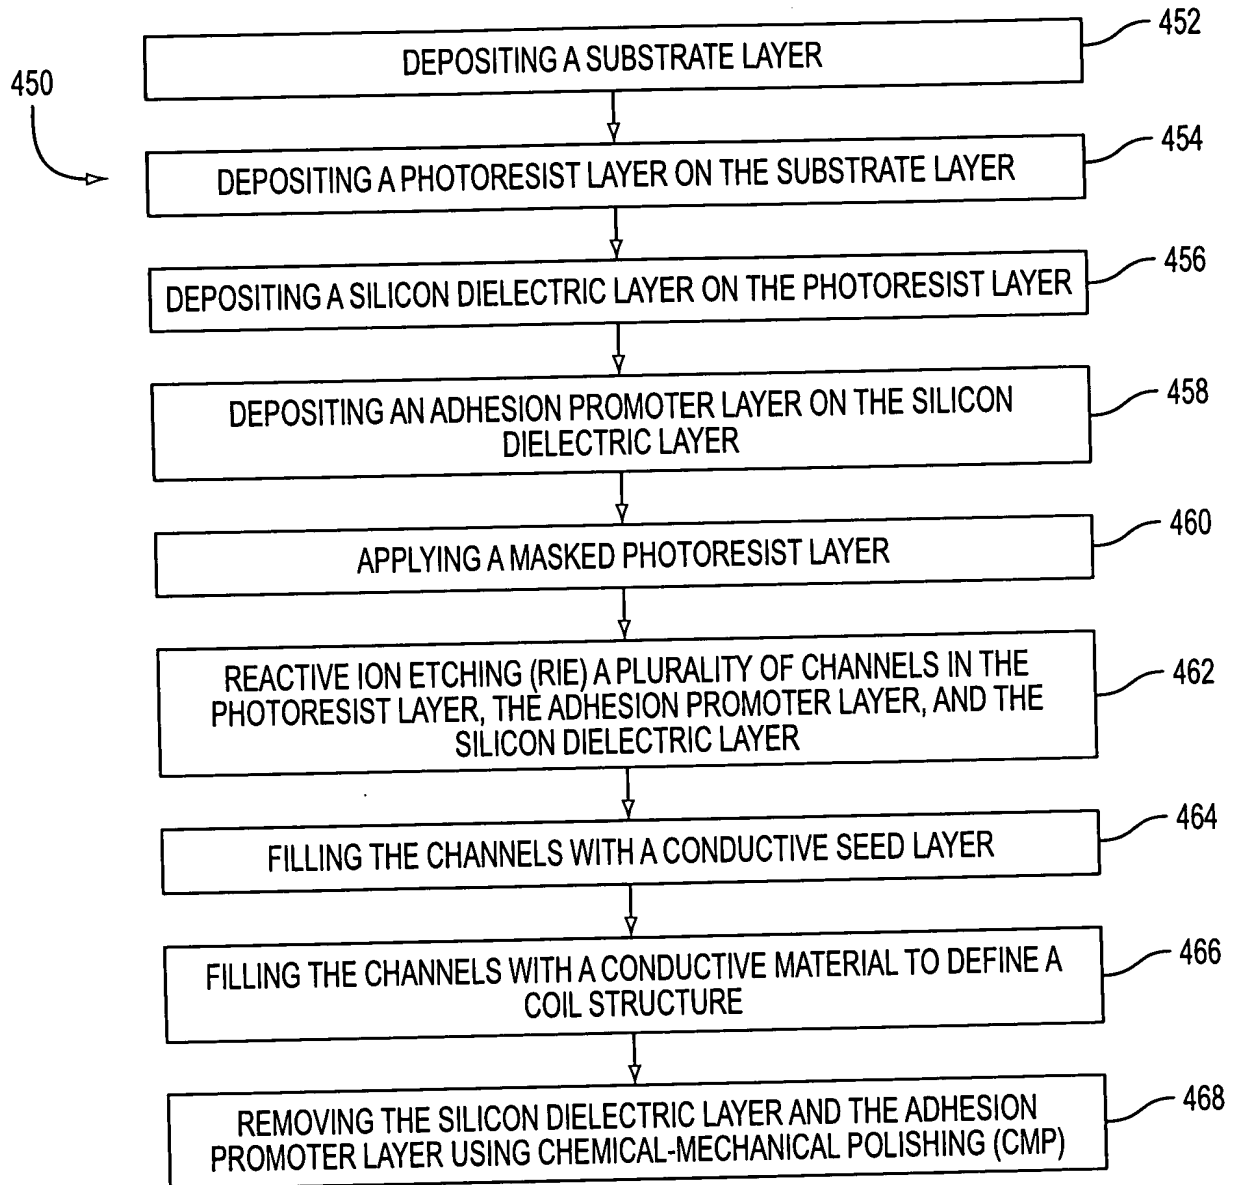 450
DEPOSITING A SUBSTRATE LAYER
452
DEPOSITING A PHOTORESIST LAYER ON THE SUBSTRATE LAYER
454
DEPOSITING A SILICON DIELECTRIC LAYER ON THE PHOTORESIST LAYER
456
DEPOSITING AN ADHESION PROMOTER LAYER ON THE SILICON
DIELECTRIC LAYER
458
APPLYING A MASKED PHOTORESIST LAYER
460
REACTIVE ION ETCHING (RIE) A PLURALITY OF CHANNELS IN THE
PHOTORESIST LAYER, THE ADHESION PROMOTER LAYER, AND THE
SILICON DIELECTRIC LAYER
462
FILLING THE CHANNELS WITH A CONDUCTIVE SEED LAYER
464
FILLING THE CHANNELS WITH A CONDUCTIVE MATERIAL TO DEFINE A
COIL STRUCTURE
466
REMOVING THE SILICON DIELECTRIC LAYER AND THE ADHESION
PROMOTER LAYER USING CHEMICAL-MECHANICAL POLISHING (CMP)
468